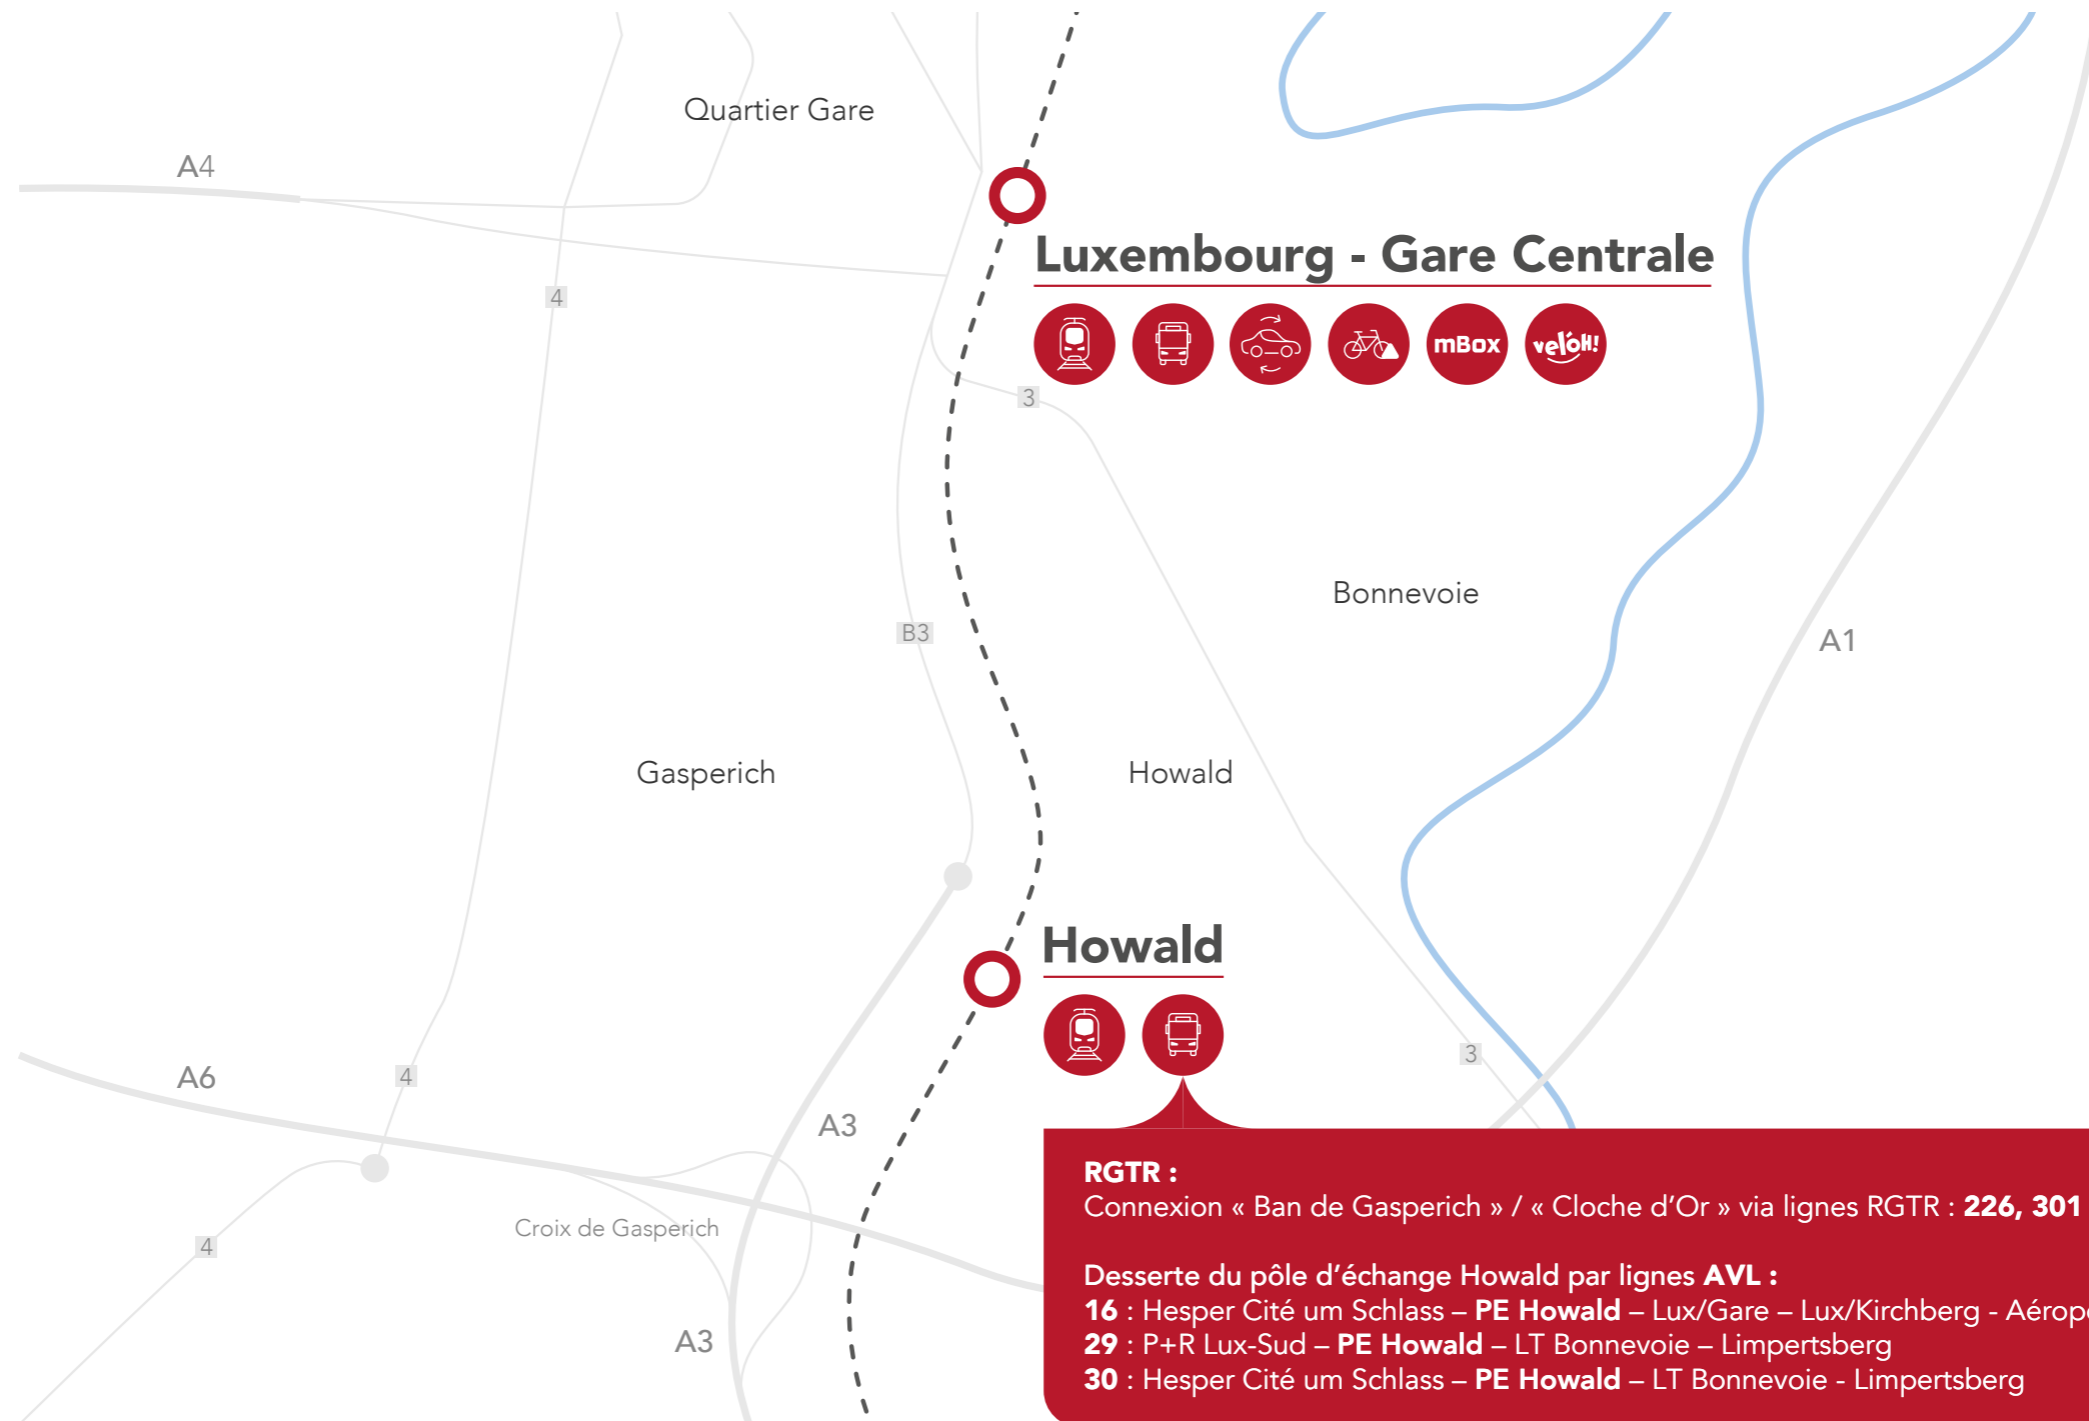 Quartier Gare
A4
Luxembourg - Gare Centrale
4
mBox
vel'oH!
3
Bonnevoie
B3
A1
Gasperich
Howald
Howald
3
A6
4
A3
RGTR :
Connexion « Ban de Gasperich » / « Cloche d'Or » via lignes RGTR : 226, 301
Croix de Gasperich
4
Desserte du pôle d'échange Howald par lignes AVL :
16 : Hesper Cité um Schlass – PE Howald – Lux/Gare – Lux/Kirchberg -
29 : P+R Lux-Sud – PE Howald – LT Bonnevoie – Limpertsberg
A3
30 : Hesper Cité um Schlass – PE Howald – LT Bonnevoie - Limpertsberg